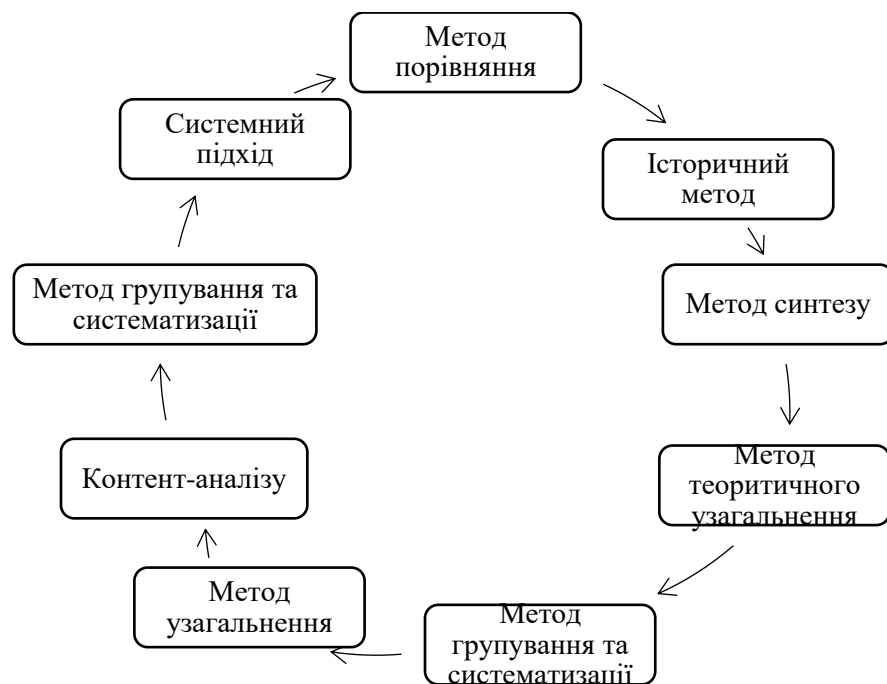 Метод
порівняння
Системний
підхід
Історичний
метод
Метод групування та
систематизації
Метод синтезу
Контент-аналізу
Метод
теоритичного
узагальнення
Метод
узагальнення
Метод
групування та
систематизації